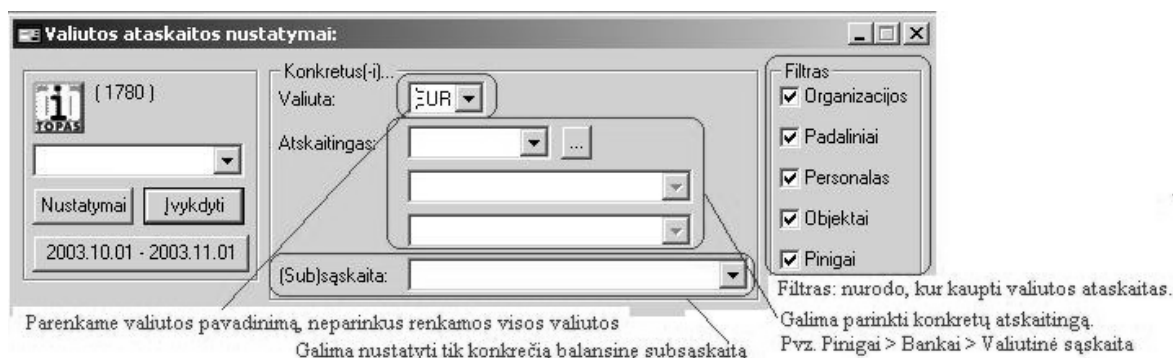 Valiutos ataskaitos nustatymai:
( 1780 )
TOPAS
Nustatymai
Įvykdyti
2003.10.01 - 2003.11.01
Konkretus(-i)...
Valiuta:
EUR
Atskaitingas:
...
(Sub)sąskaita:
Filtras
Organizacijos
Padaliniai
Personalas
Objektai
Pinigai
Parenkame valiutos pavadinimą, neparinkus renkamos visos valiutos
Galima nustatyti tik konkrečią balansinę subsąskaitą
Filtras: nurodo, kur kaupti valiutos ataskaitas.
Galima parinkti konkretų atskaitingą.
Pvz. Pinigai > Bankai > Valiutinė sąskaita